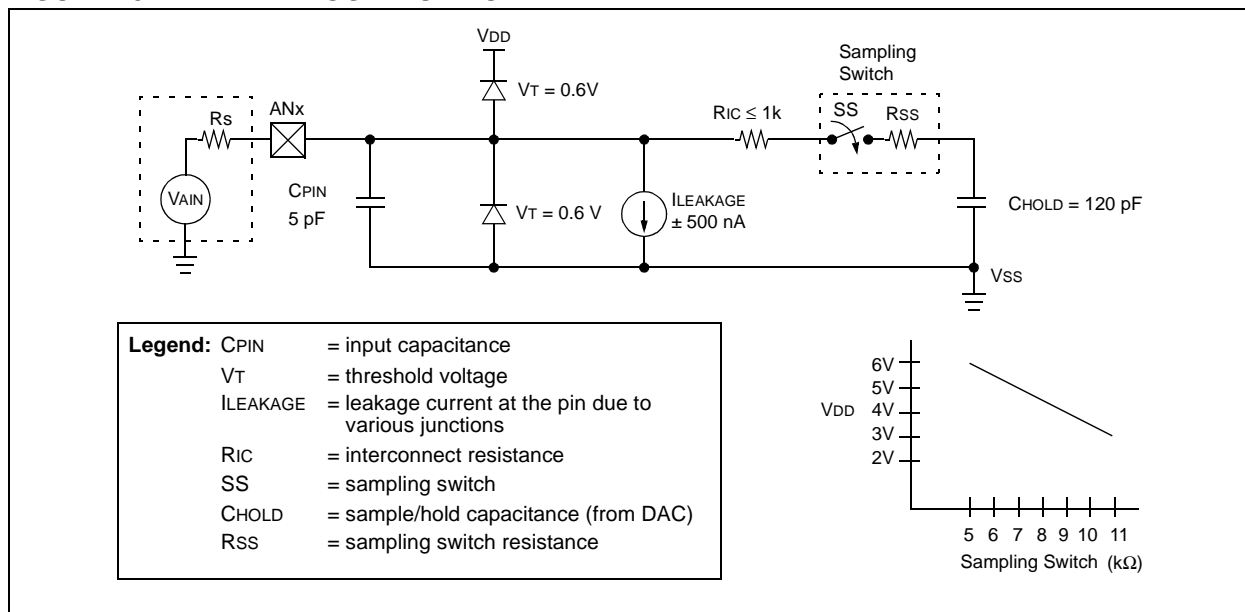 VDD
Sampling
Switch
VT = 0.6V
ANx
RIC ≤ 1k
SS
RSS
Rs
VAIN
CPIN
5 pF
VT = 0.6 V
ILEAKAGE
± 500 nA
CHOLD = 120 pF
VSS
Legend: CPIN = input capacitance
VT = threshold voltage
ILEAKAGE = leakage current at the pin due to
various junctions
RIC = interconnect resistance
SS = sampling switch
CHOLD = sample/hold capacitance (from DAC)
RSS = sampling switch resistance
6V
5V
VDD 4V
3V
2V
5 6 7 8 9 10 11
Sampling Switch (kΩ)